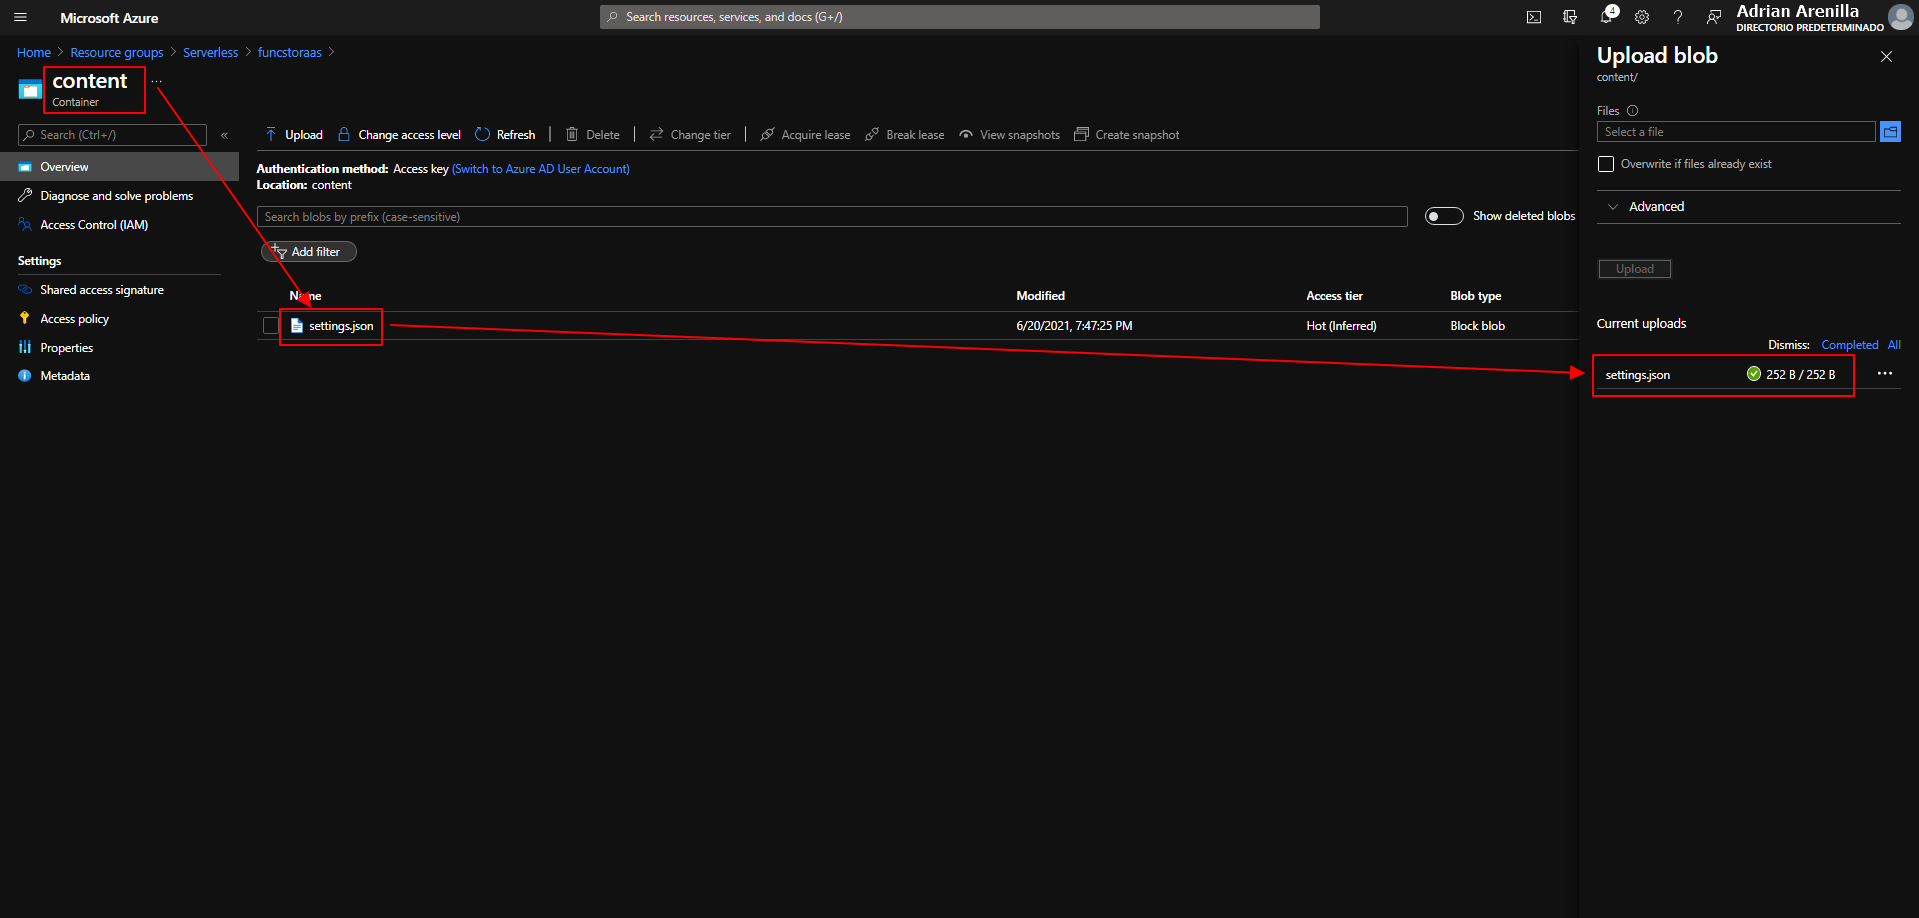 Microsoft Azure
Search resources, services, and docs (G+/)
4
Adrian Arenilla
DIRECTORIO PREDETERMINADO
Home > Resource groups > Serverless > funcstoraas >
content
...
Container
Search (Ctrl+/)
«
Overview
Diagnose and solve problems
Access Control (IAM)
Settings
Shared access signature
Access policy
Properties
Metadata
Upload
Change access level
Refresh
Delete
Change tier
Acquire lease
Break lease
View snapshots
Create snapshot
Authentication method: Access key (Switch to Azure AD User Account)
Location: content
Search blobs by prefix (case-sensitive)
Show deleted blobs
Add filter
Name Modified Access tier Blob type
settings.json 6/20/2021, 7:47:25 PM Hot (Inferred) Block blob
Upload blob
content/
Files
Select a file
Overwrite if files already exist
Advanced
Upload
Current uploads
Dismiss: Completed All
settings.json 252 B / 252 B ...